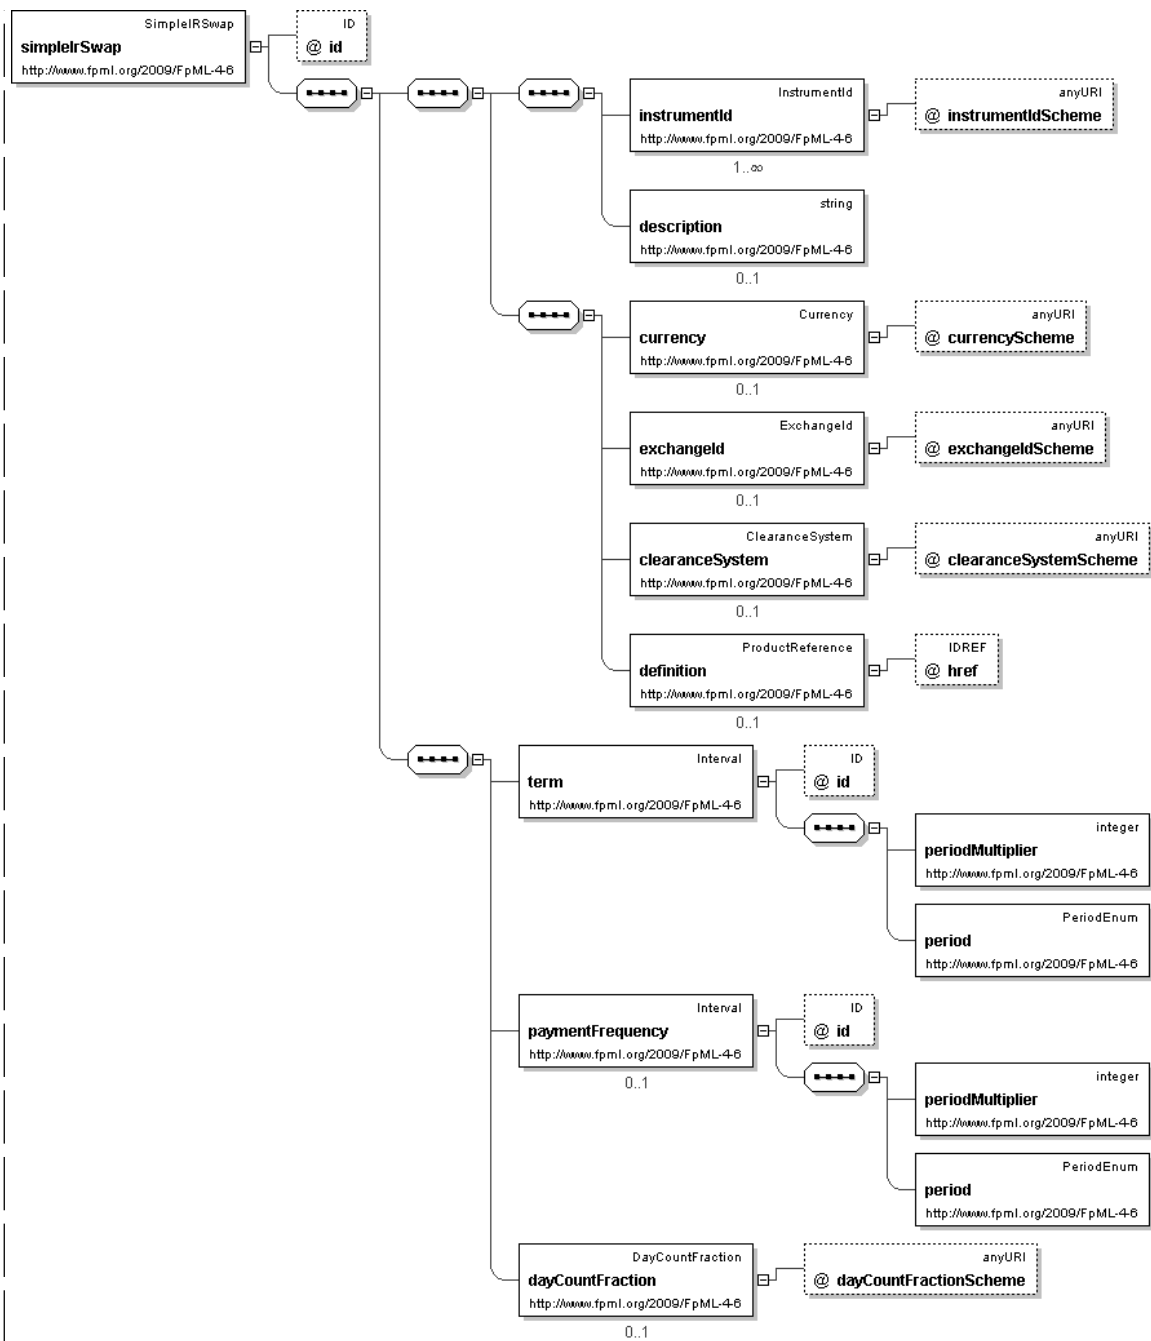 SimpleIRSwap
simpleIrSwap
http://www.fpml.org/2009/FpML-4-6
ID
@ id
InstrumentId
instrumentId
http://www.fpml.org/2009/FpML-4-6
1..∞
anyURI
@ instrumentIdScheme
string
description
http://www.fpml.org/2009/FpML-4-6
0..1
Currency
currency
http://www.fpml.org/2009/FpML-4-6
0..1
anyURI
@ currencyScheme
ExchangeId
exchangeId
http://www.fpml.org/2009/FpML-4-6
0..1
anyURI
@ exchangeIdScheme
ClearanceSystem
clearanceSystem
http://www.fpml.org/2009/FpML-4-6
0..1
anyURI
@ clearanceSystemScheme
ProductReference
definition
http://www.fpml.org/2009/FpML-4-6
0..1
IDREF
@ href
Interval
term
http://www.fpml.org/2009/FpML-4-6
ID
@ id
integer
periodMultiplier
http://www.fpml.org/2009/FpML-4-6
PeriodEnum
period
http://www.fpml.org/2009/FpML-4-6
Interval
paymentFrequency
http://www.fpml.org/2009/FpML-4-6
0..1
ID
@ id
integer
periodMultiplier
http://www.fpml.org/2009/FpML-4-6
PeriodEnum
period
http://www.fpml.org/2009/FpML-4-6
DayCountFraction
dayCountFraction
http://www.fpml.org/2009/FpML-4-6
0..1
anyURI
@ dayCountFractionScheme